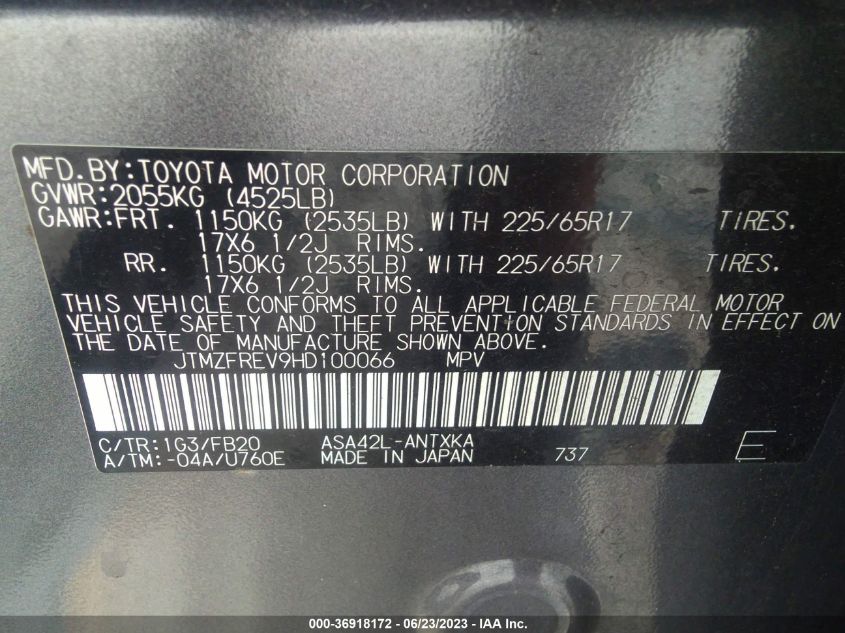 MFD.BY:TOYOTA MOTOR CORPORATION
GVWR:2055KG (4525LB)
GAWR:FRT. 1150KG (2535LB) WITH 225/65R17 TIRES.
17X6 1/2J RIMS.
RR. 1150KG (2535LB) WITH 225/65R17 TIRES.
17X6 1/2J RIMS.
THIS VEHICLE CONFORMS TO ALL APPLICABLE FEDERAL MOTOR
VEHICLE SAFETY AND THEFT PREVENTION STANDARDS IN EFFECT ON
THE DATE OF MANUFACTURE SHOWN ABOVE.
JTMZFREV9HD100066 MPV
C/TR:1G3/FB20 ASA42L-ANTXKA
A/TM:-04A/U760E MADE IN JAPAN 737 E
000-36918172 - 06/23/2023 - IAA Inc.